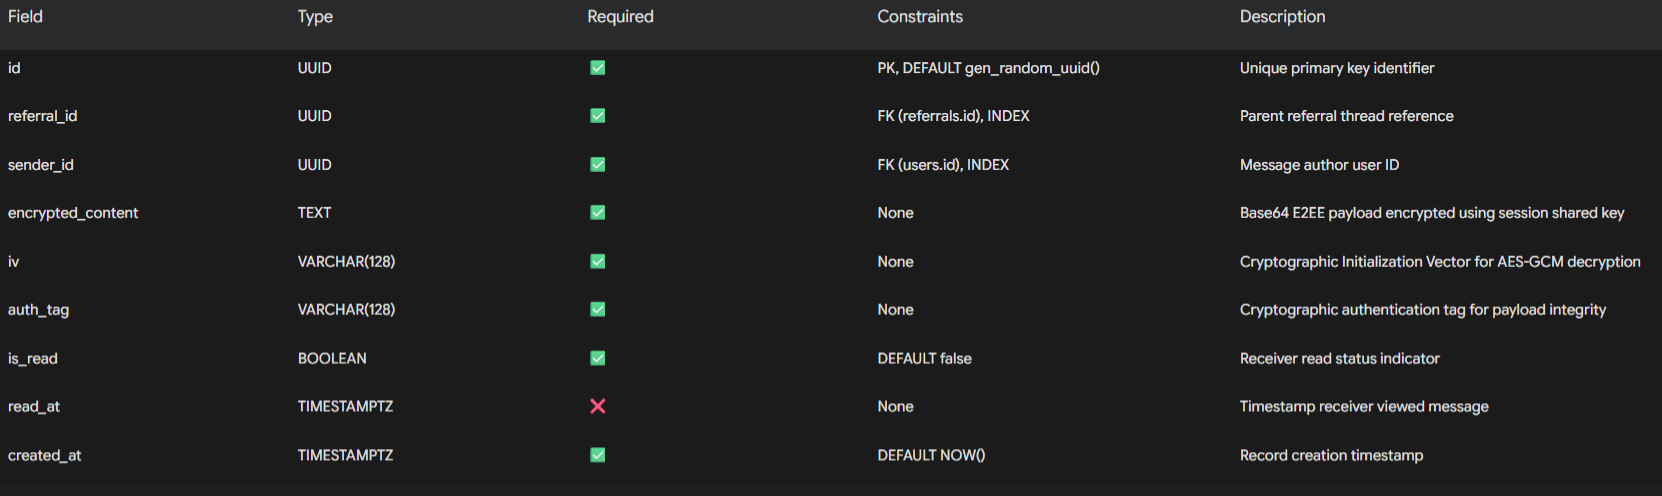 Field Type Required Constraints Description
id UUID ✅ PK, DEFAULT gen_random_uuid() Unique primary key identifier
referral_id UUID ✅ FK (referrals.id), INDEX Parent referral thread reference
sender_id UUID ✅ FK (users.id), INDEX Message author user ID
encrypted_content TEXT ✅ None Base64 E2EE payload encrypted using session shared key
iv VARCHAR(128) ✅ None Cryptographic Initialization Vector for AES-GCM decryption
auth_tag VARCHAR(128) ✅ None Cryptographic authentication tag for payload integrity
is_read BOOLEAN ✅ DEFAULT false Receiver read status indicator
read_at TIMESTAMPTZ ❌ None Timestamp receiver viewed message
created_at TIMESTAMPTZ ✅ DEFAULT NOW() Record creation timestamp